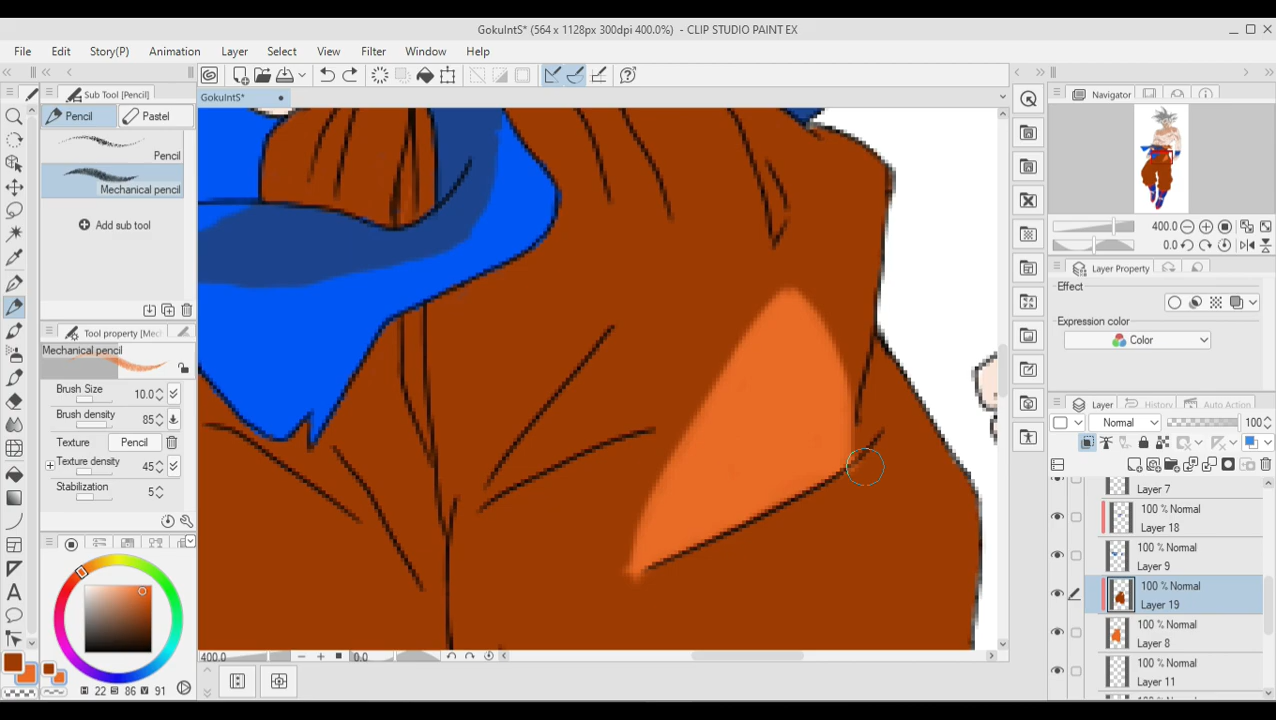 GokuIntS* (564 x 1128px 300dpi 400.0%) - CLIP STUDIO PAINT EX
File Edit Story(P) Animation Layer Select View Filter Window Help
Sub Tool [Pencil]
GokuIntS*
Navigator
Pencil Pastel
Pencil
Mechanical pencil
Add sub tool
400.0
0.0
Layer Property
Effect
Expression color
Color
Tool property [Mec
Mechanical pencil
Brush Size 10.0
Brush density 85
Texture Pencil
Texture density 45
Stabilization 5
Layer History Auto Action
Normal 100
Layer 7
100 % Normal
Layer 18
100 % Normal
Layer 9
100 % Normal
Layer 19
100 % Normal
Layer 8
100 % Normal
Layer 11
400.0 0.0
22 86 91